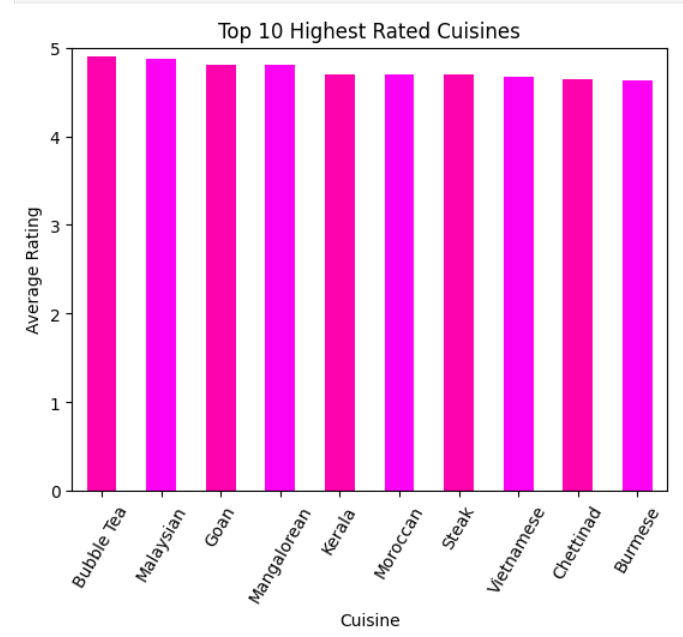 Top 10 Highest Rated Cuisines
5
4
3
2
1
0
Average Rating
Bubble Tea
Malaysian
Goan
Mangalorean
Kerala
Moroccan
Steak
Vietnamese
Chettinad
Burmese
Cuisine